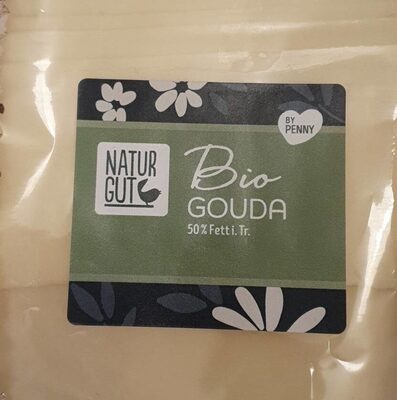 BY
PENNY
NATUR
GUT
Bio
GOUDA
50% Fett i. Tr.